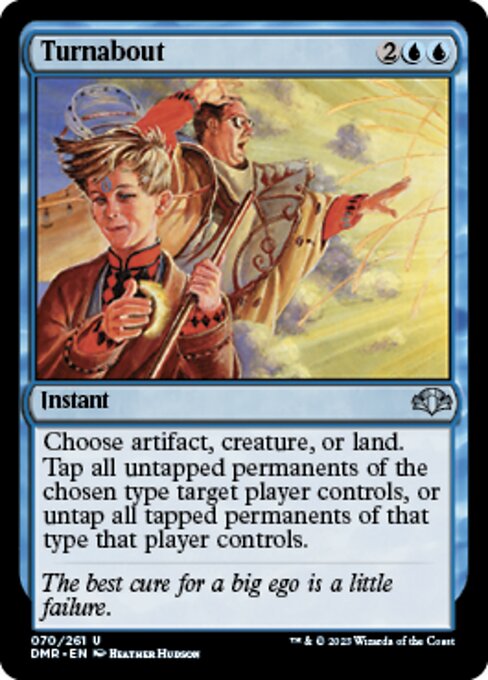 Turnabout 2
Instant
Choose artifact, creature, or land.
Tap all untapped permanents of the
chosen type target player controls, or
untap all tapped permanents of that
type that player controls.
The best cure for a big ego is a little
failure.
070/261 U
DMR • EN Heather Hudson
™ & © 2023 Wizards of the Coast